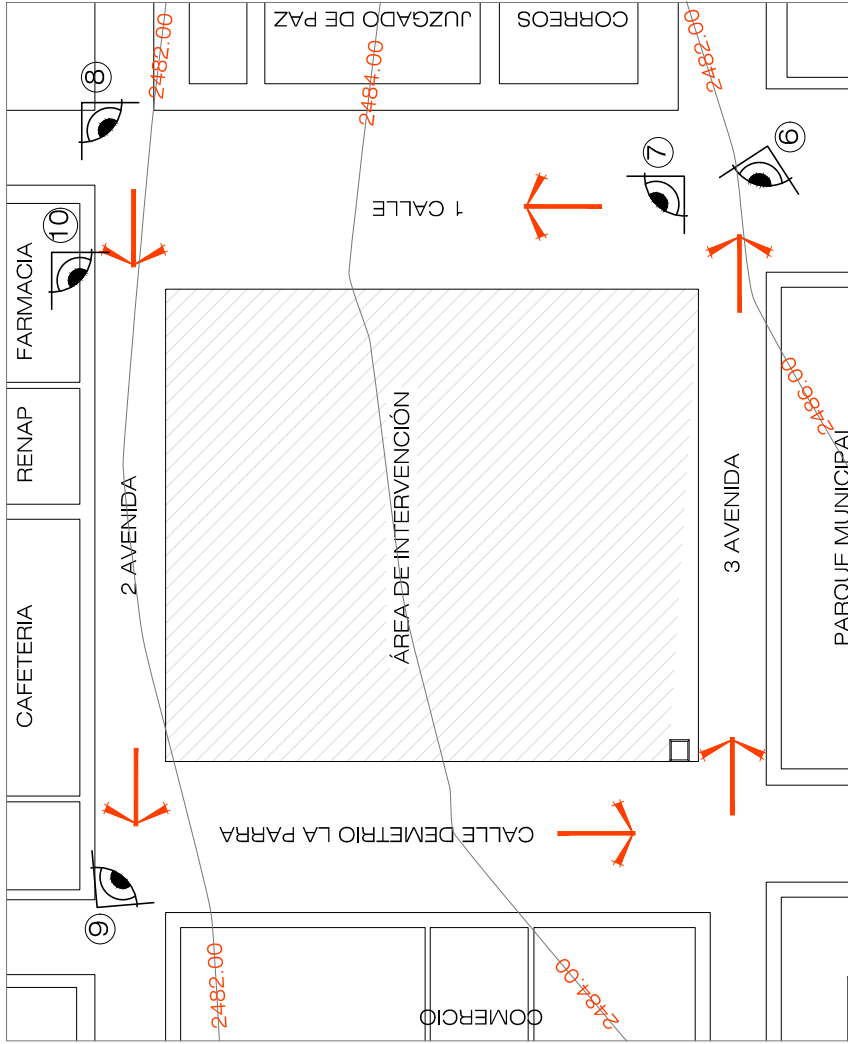 JUZGADO DE PAZ
CORREOS
2482.00
2484.00
2482.00
8
7
6
1 CALLE
10
FARMACIA
RENAP
CAFETERIA
2 AVENIDA
ÁREA DE INTERVENCIÓN
3 AVENIDA
2486.00
PARQUE MUNICIPAL
CALLE DEMETRIO LA PARRA
9
2482.00
2484.00
COMERCIO